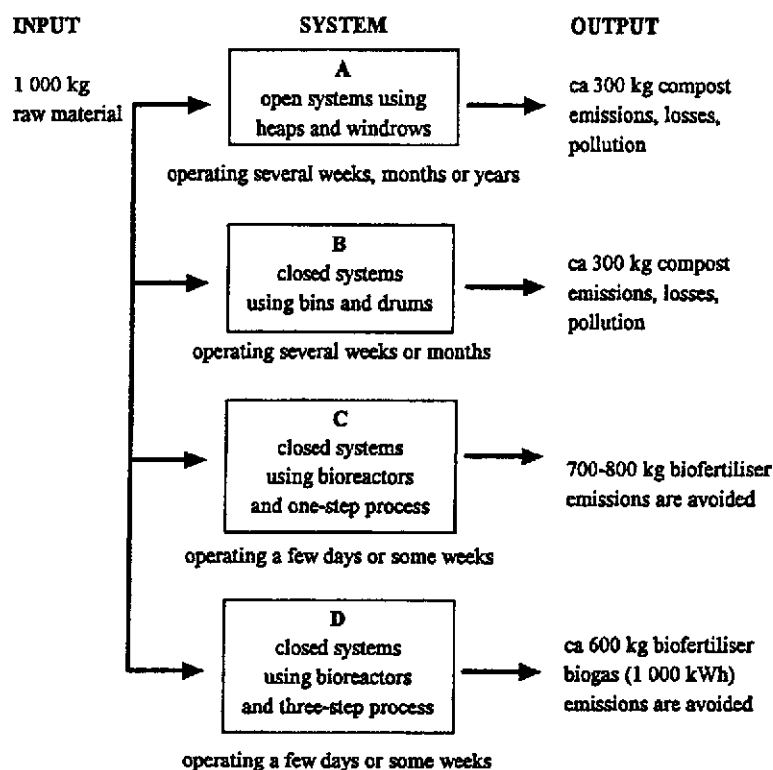 INPUT
SYSTEM
OUTPUT
1 000 kg
raw material
A
open systems using
heaps and windrows
operating several weeks, months or years
ca 300 kg compost
emissions, losses,
pollution
B
closed systems
using bins and drums
operating several weeks or months
ca 300 kg compost
emissions, losses,
pollution
C
closed systems
using bioreactors
and one-step process
operating a few days or some weeks
700-800 kg biofertiliser
emissions are avoided
D
closed systems
using bioreactors
and three-step process
operating a few days or some weeks
ca 600 kg biofertiliser
biogas (1 000 kWh)
emissions are avoided